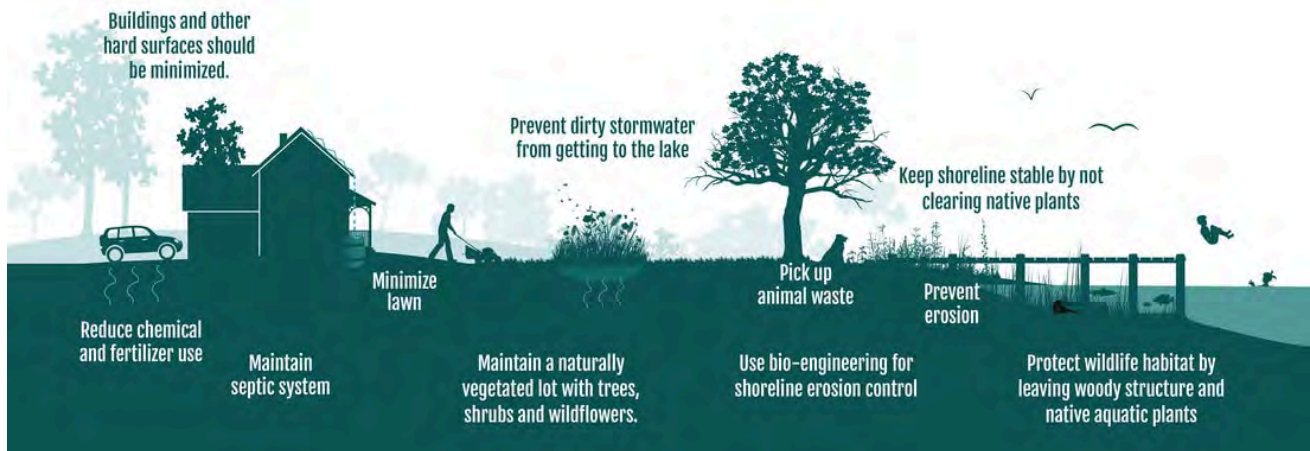 Buildings and other
hard surfaces should
be minimized.
Prevent dirty stormwater
from getting to the lake
Keep shoreline stable by not
clearing native plants
Minimize
lawn
Pick up
animal waste
Prevent
erosion
Reduce chemical
and fertilizer use
Maintain
septic system
Maintain a naturally
vegetated lot with trees,
shrubs and wildflowers.
Use bio-engineering for
shoreline erosion control
Protect wildlife habitat by
leaving woody structure and
native aquatic plants